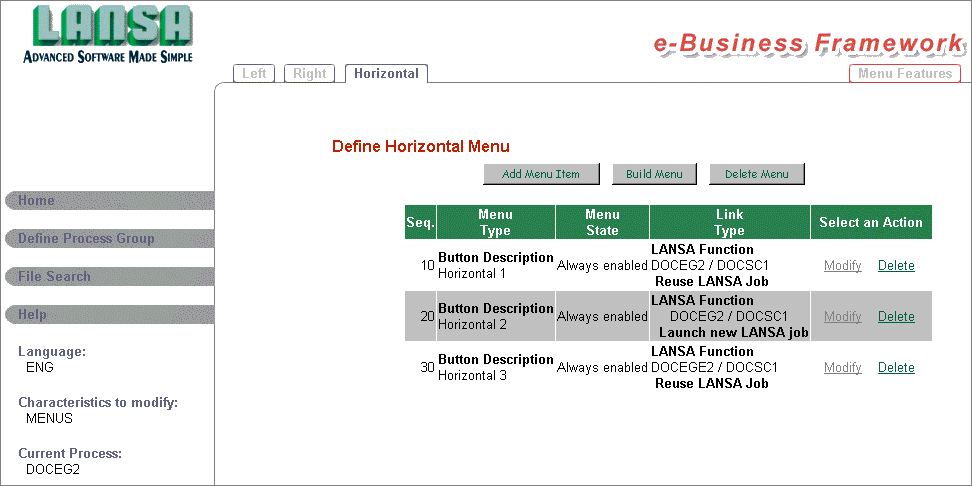 LANSA
ADVANCED SOFTWARE MADE SIMPLE
e-Business Framework
Left
Right
Horizontal
Menu Features
Home
Define Process Group
File Search
Help
Language:
ENG
Characteristics to modify:
MENUS
Current Process:
DOCEG2
Define Horizontal Menu
Add Menu Item
Build Menu
Delete Menu
Seq.
Menu
Type
Menu
State
Link
Type
Select an Action
10
Button Description
Horizontal 1
Always enabled
LANSA Function
DOCEG2 / DOCSC1
Reuse LANSA Job
Modify
Delete
20
Button Description
Horizontal 2
Always enabled
LANSA Function
DOCEG2 / DOCSC1
Launch new LANSA job
Modify
Delete
30
Button Description
Horizontal 3
Always enabled
LANSA Function
DOCEGE2 / DOCSC1
Reuse LANSA Job
Modify
Delete